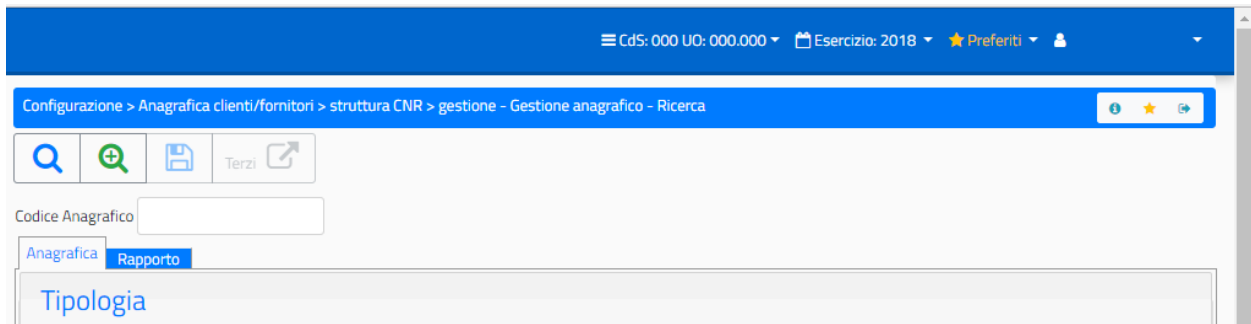 CdS: 000 UO: 000.000 Esercizio: 2018 Preferiti
Configurazione > Anagrafica clienti/fornitori > struttura CNR > gestione - Gestione anagrafico - Ricerca
Terzi
Codice Anagrafico
Anagrafica Rapporto
Tipologia